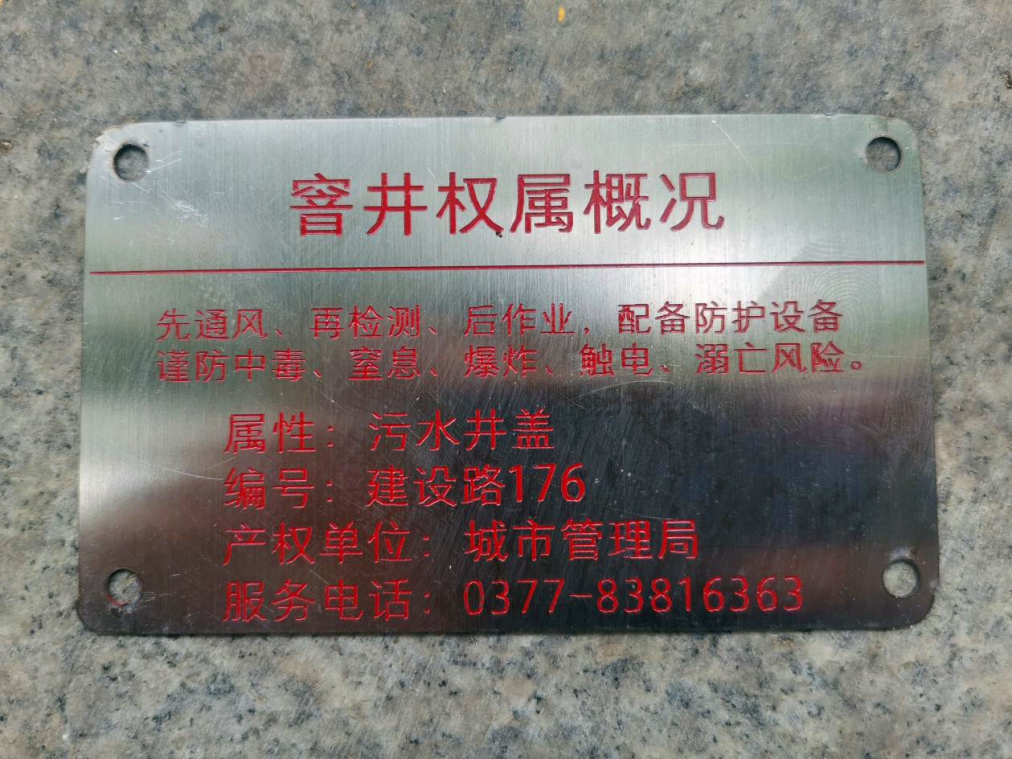 窨井权属概况
先通风、再检测、后作业，配备防护设备
谨防中毒、窒息、爆炸、触电、溺亡风险。
属性：污水井盖
编号：建设路176
产权单位：城市管理局
服务电话：0377-83816363